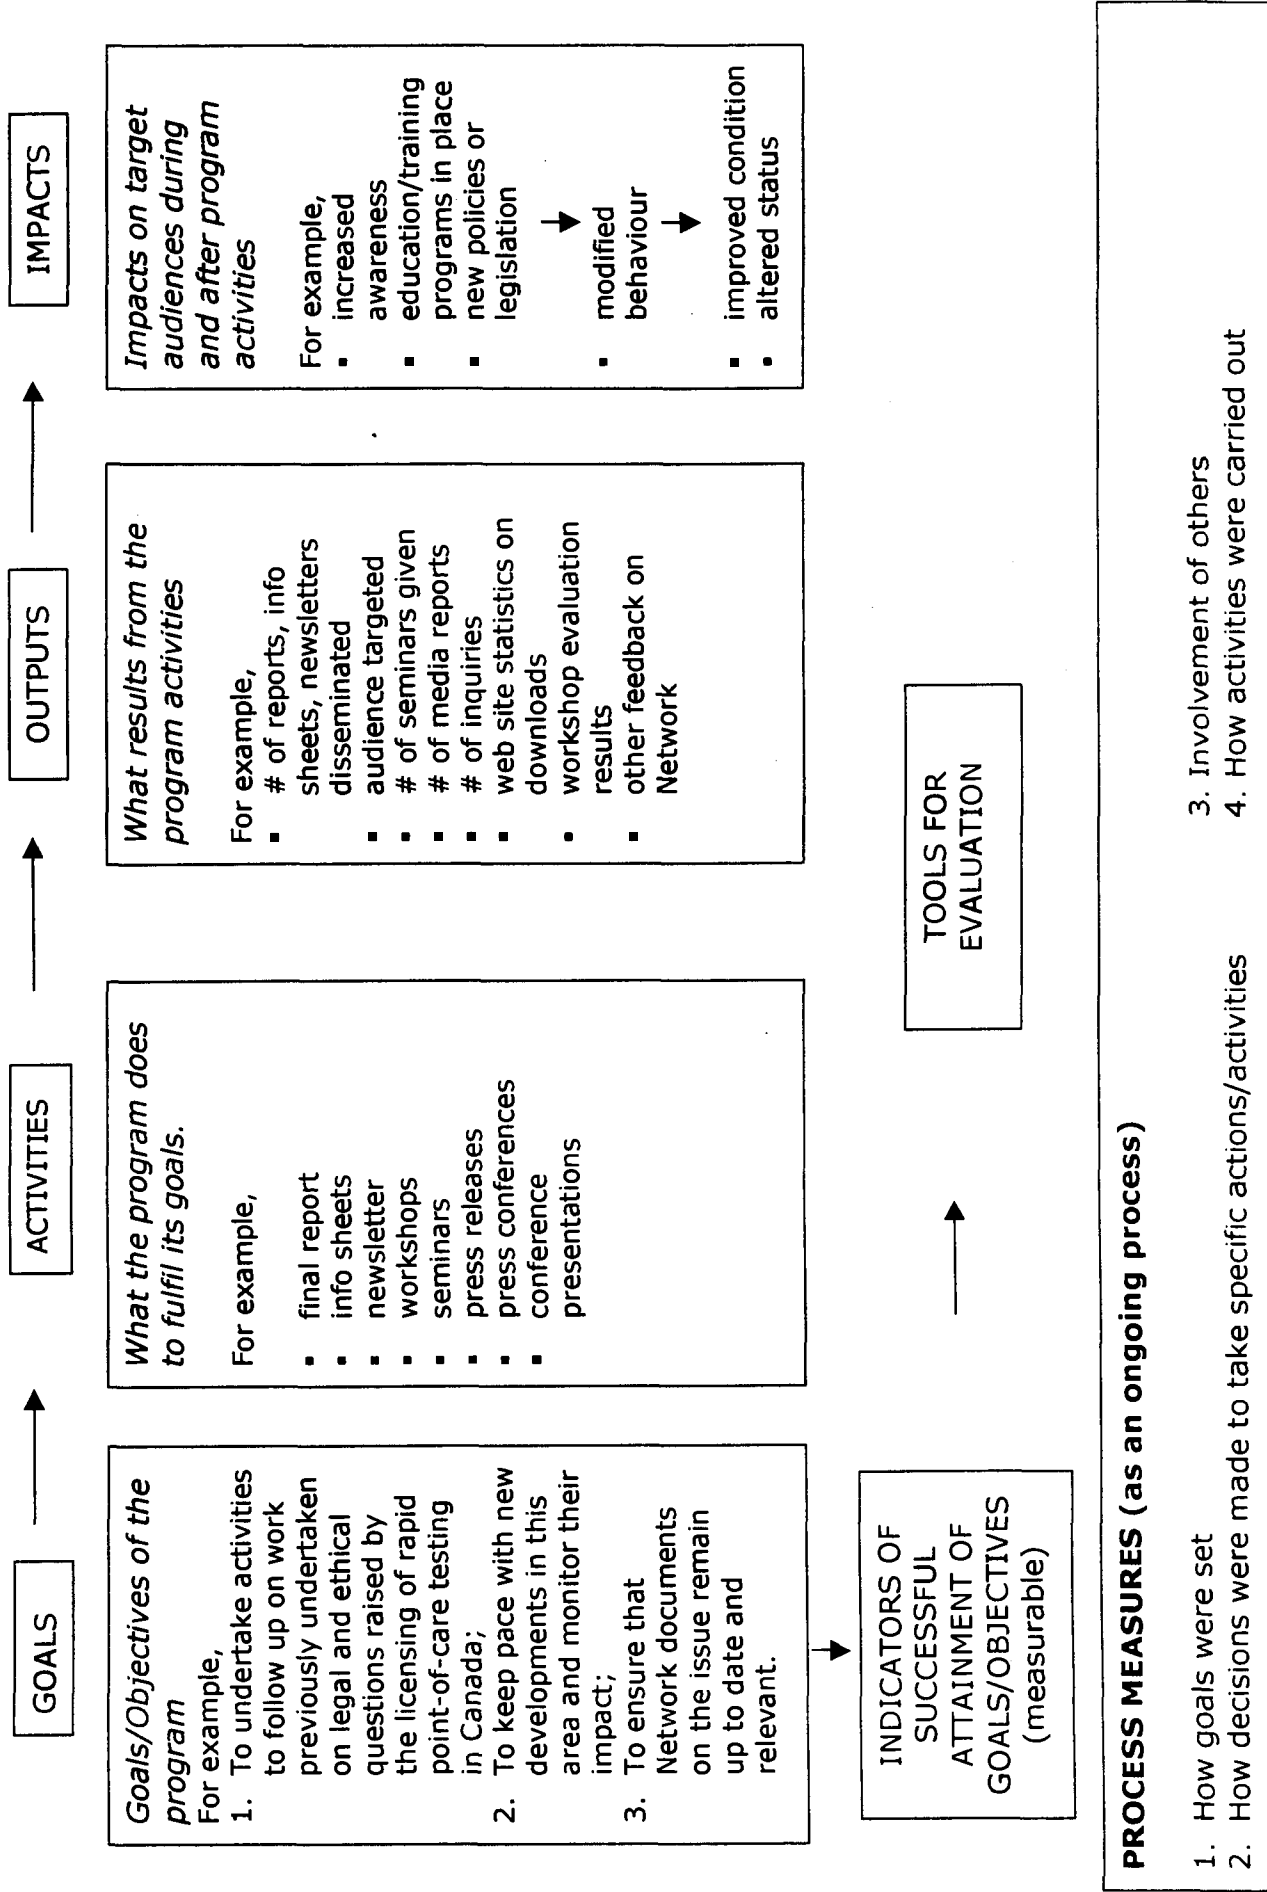 GOALS
ACTIVITIES
OUTPUTS
IMPACTS
Goals/Objectives of the
program
For example,
1. To undertake activities
to follow up on work
previously undertaken
on legal and ethical
questions raised by
the licensing of rapid
point-of-care testing
in Canada;
2. To keep pace with new
developments in this
area and monitor their
impact;
3. To ensure that
Network documents
on the issue remain
up to date and
relevant.
What the program does
to fulfil its goals.
For example,
▪ final report
▪ info sheets
▪ newsletter
▪ workshops
▪ seminars
▪ press releases
▪ press conferences
▪ conference
presentations
What results from the
program activities
For example,
▪ # of reports, info
sheets, newsletters
disseminated
▪ audience targeted
▪ # of seminars given
▪ # of media reports
▪ # of inquiries
▪ web site statistics on
downloads
▪ workshop evaluation
results
▪ other feedback on
Network
Impacts on target
audiences during
and after program
activities
For example,
▪ increased
awareness
▪ education/training
programs in place
▪ new policies or
legislation
▪ modified
behaviour
▪ improved condition
▪ altered status
INDICATORS OF
SUCCESSFUL
ATTAINMENT OF
GOALS/OBJECTIVES
(measurable)
TOOLS FOR
EVALUATION
PROCESS MEASURES (as an ongoing process)
1. How goals were set
2. How decisions were made to take specific actions/activities
3. Involvement of others
4. How activities were carried out